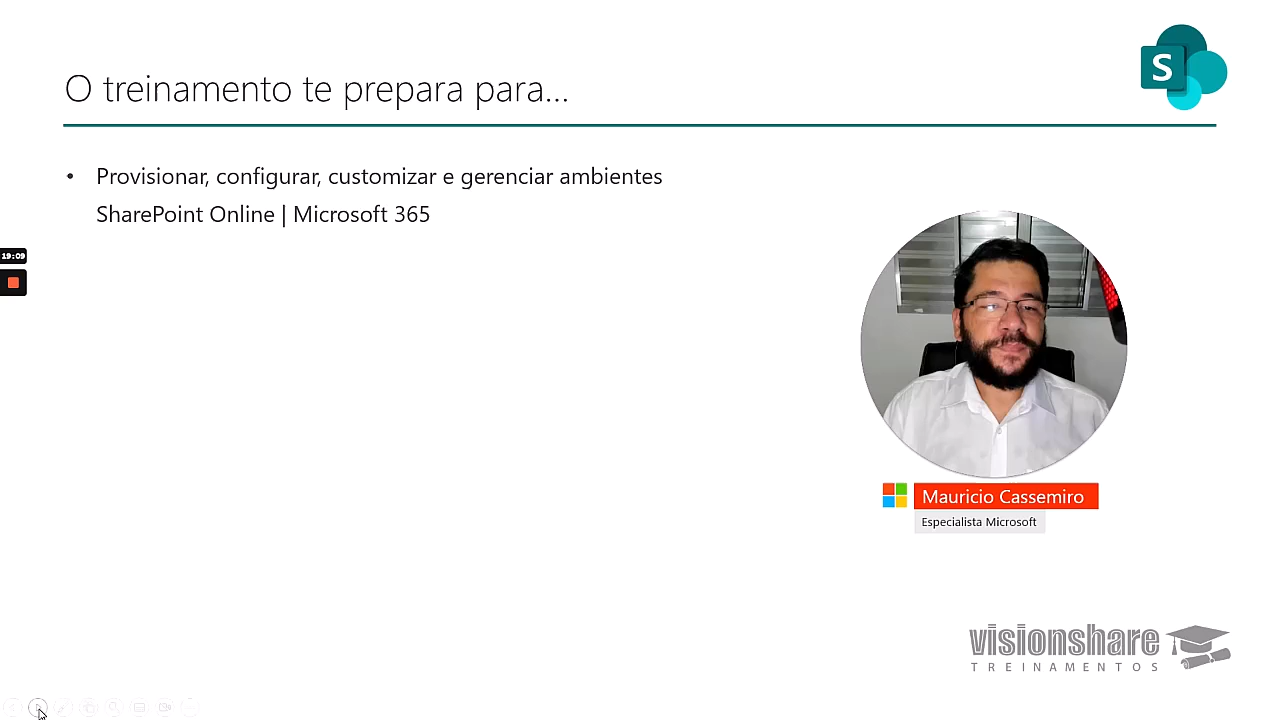 O treinamento te prepara para...
S
• Provisionar, configurar, customizar e gerenciar ambientes
SharePoint Online | Microsoft 365
19:09
Mauricio Cassemiro
Especialista Microsoft
visionshare
TREINAMENTOS